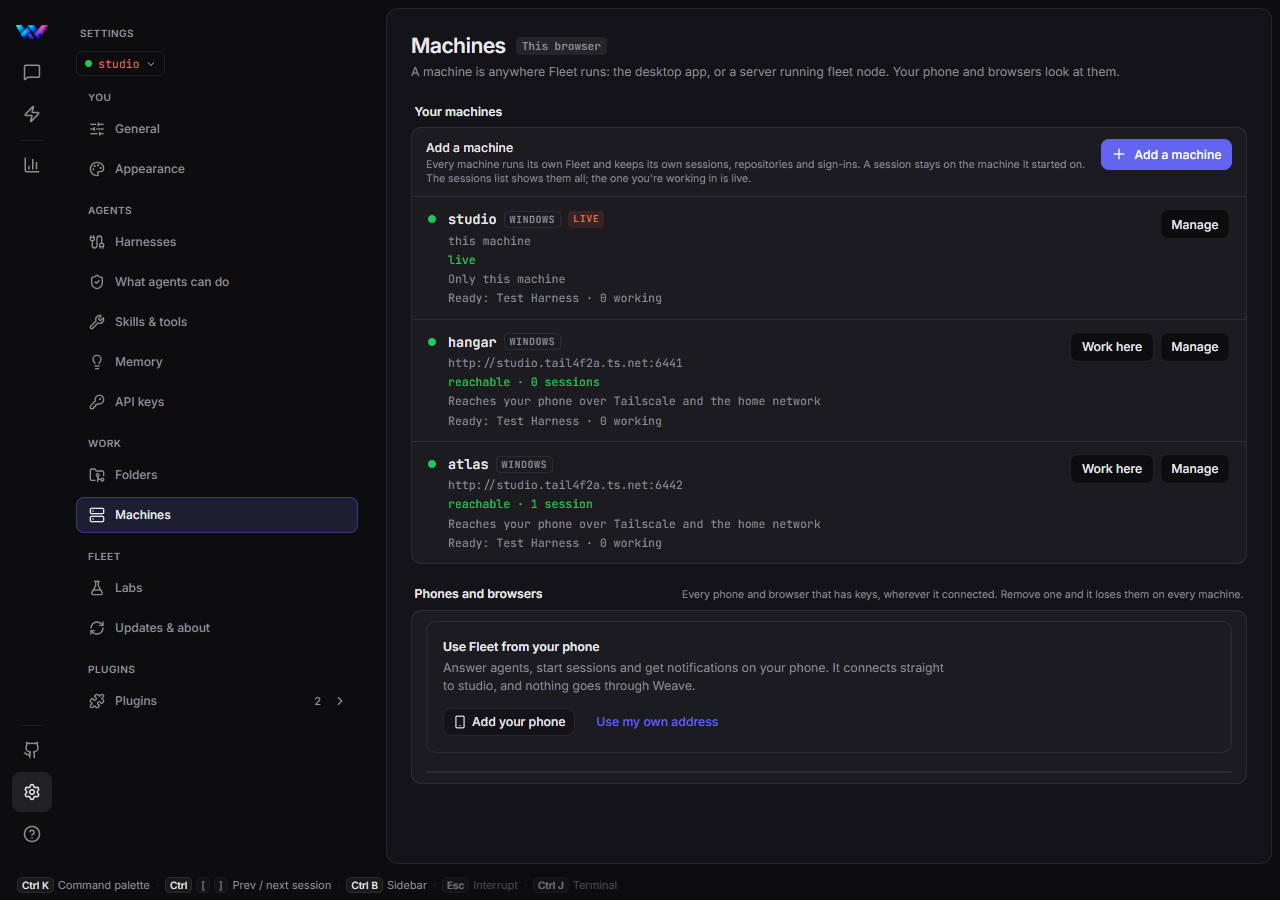 SETTINGS
studio
YOU
General
Appearance
AGENTS
Harnesses
What agents can do
Skills & tools
Memory
API keys
WORK
Folders
Machines
FLEET
Labs
Updates & about
PLUGINS
Plugins 2
Machines This browser
A machine is anywhere Fleet runs: the desktop app, or a server running fleet node. Your phone and browsers look at them.
Your machines
Add a machine
Every machine runs its own Fleet and keeps its own sessions, repositories and sign-ins. A session stays on the machine it started on.
The sessions list shows them all; the one you're working in is live.
Add a machine
studio WINDOWS LIVE
this machine
live
Only this machine
Ready: Test Harness · 0 working
Manage
hangar WINDOWS
http://studio.tail4f2a.ts.net:6441
reachable · 0 sessions
Reaches your phone over Tailscale and the home network
Ready: Test Harness · 0 working
Work here Manage
atlas WINDOWS
http://studio.tail4f2a.ts.net:6442
reachable · 1 session
Reaches your phone over Tailscale and the home network
Ready: Test Harness · 0 working
Work here Manage
Phones and browsers
Every phone and browser that has keys, wherever it connected. Remove one and it loses them on every machine.
Use Fleet from your phone
Answer agents, start sessions and get notifications on your phone. It connects straight
to studio, and nothing goes through Weave.
Add your phone Use my own address
Ctrl K Command palette · Ctrl [ ] Prev / next session · Ctrl B Sidebar · Esc Interrupt · Ctrl J Terminal